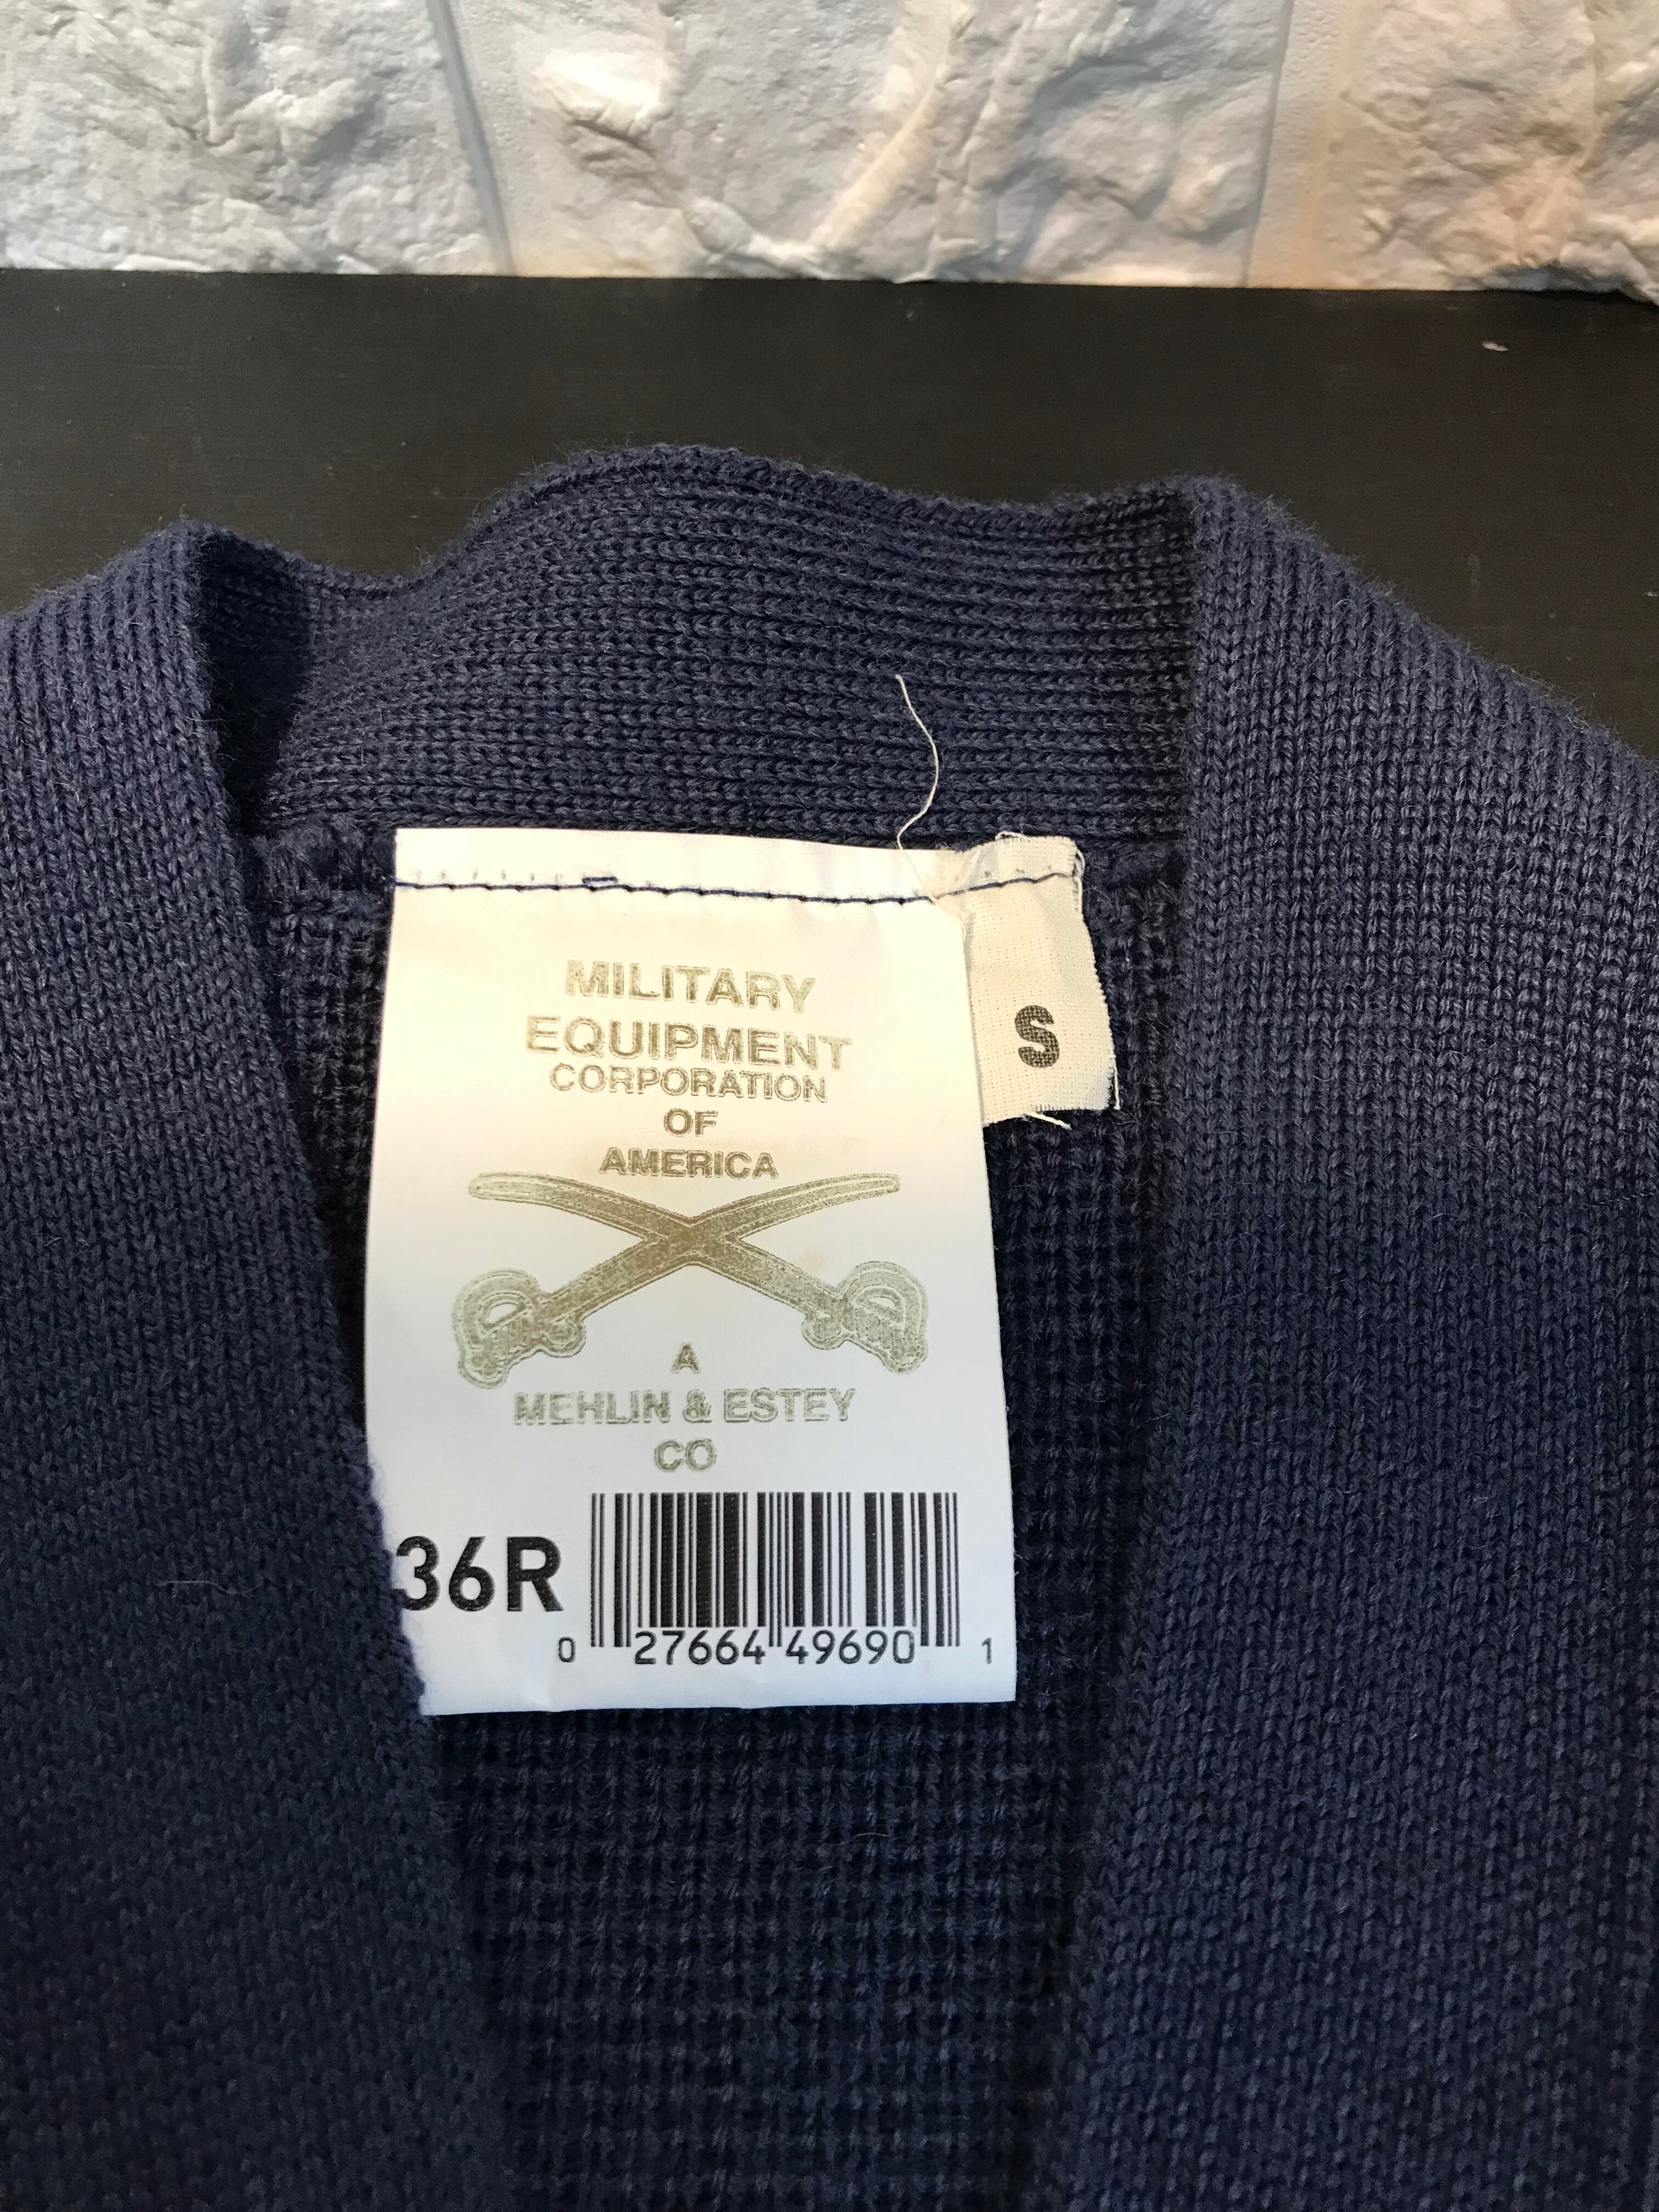 MILITARY
EQUIPMENT
CORPORATION
OF
AMERICA
A
MEHLIN & ESTEY
CO
36R
0 27664 49690 1
S